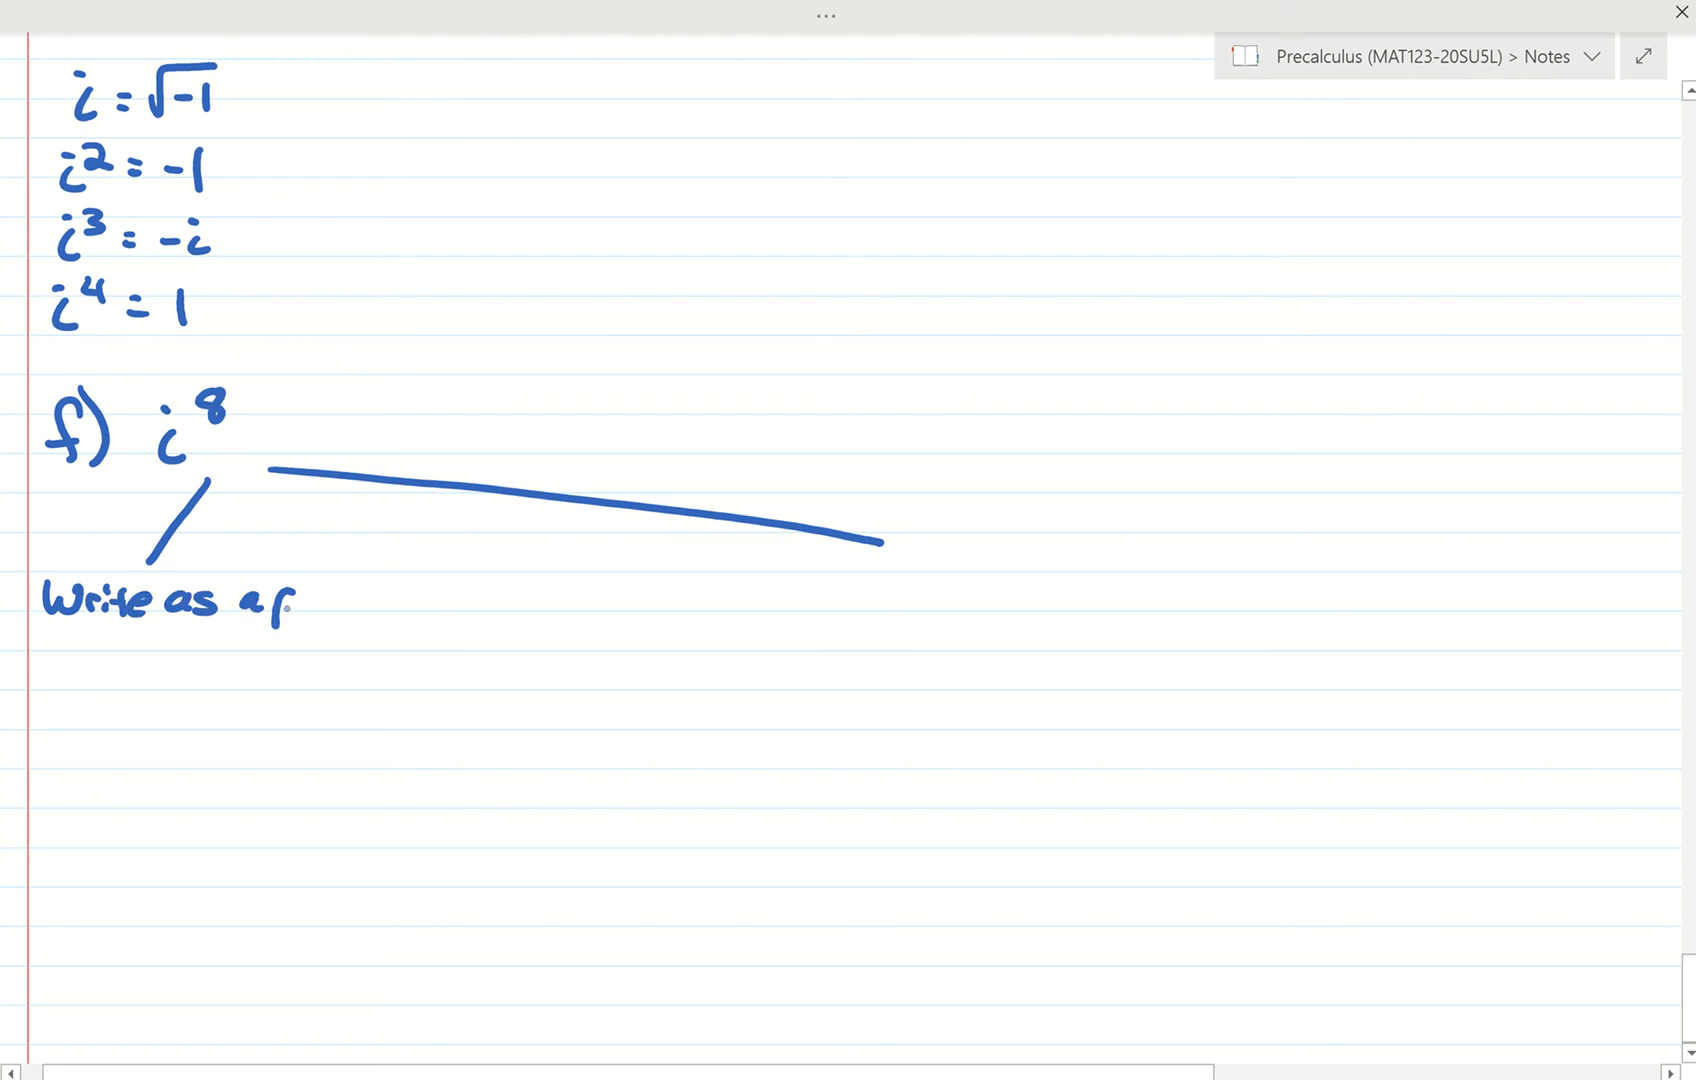 ...
Precalculus (MAT123-20SU5L) > Notes
i = √-1
i² = -1
i³ = -i
i⁴ = 1
f) i⁸
Write as a p